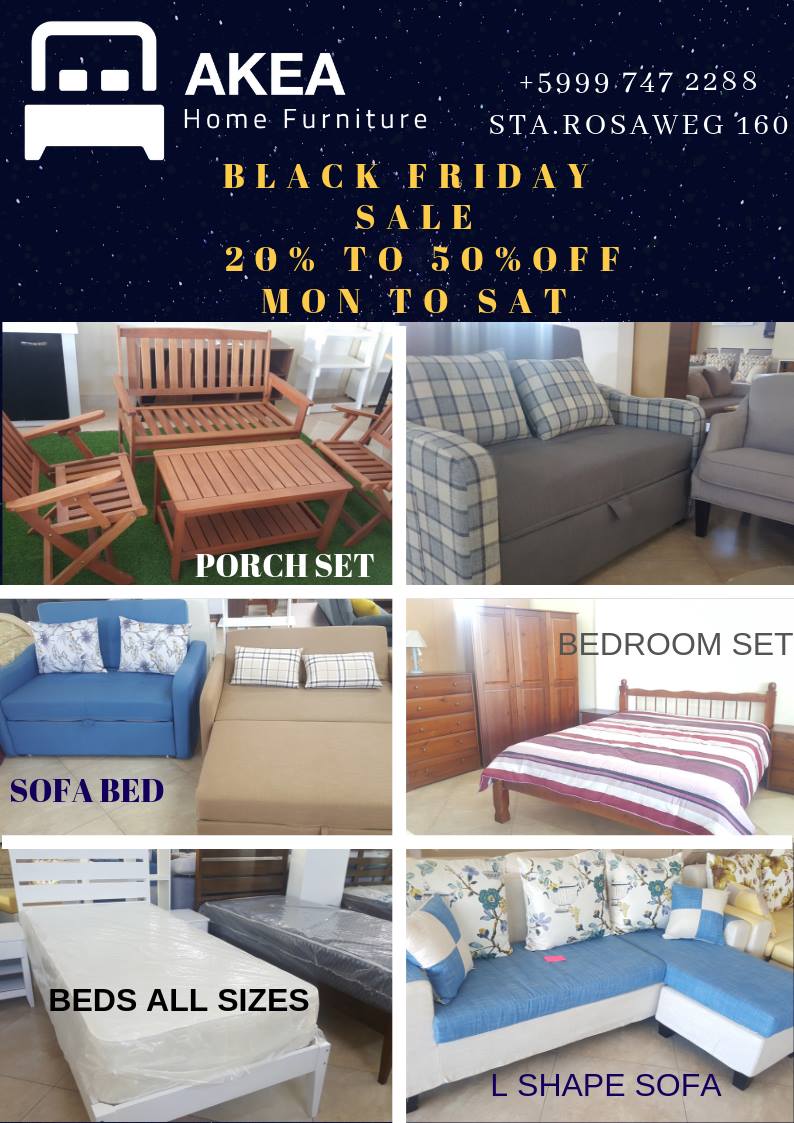 AKEA
Home Furniture
+5999 747 2288
STA.ROSAWEG 160
BLACK FRIDAY
SALE
20% TO 50%OFF
MON TO SAT
PORCH SET
SOFA BED
BEDROOM SET
BEDS ALL SIZES
L SHAPE SOFA